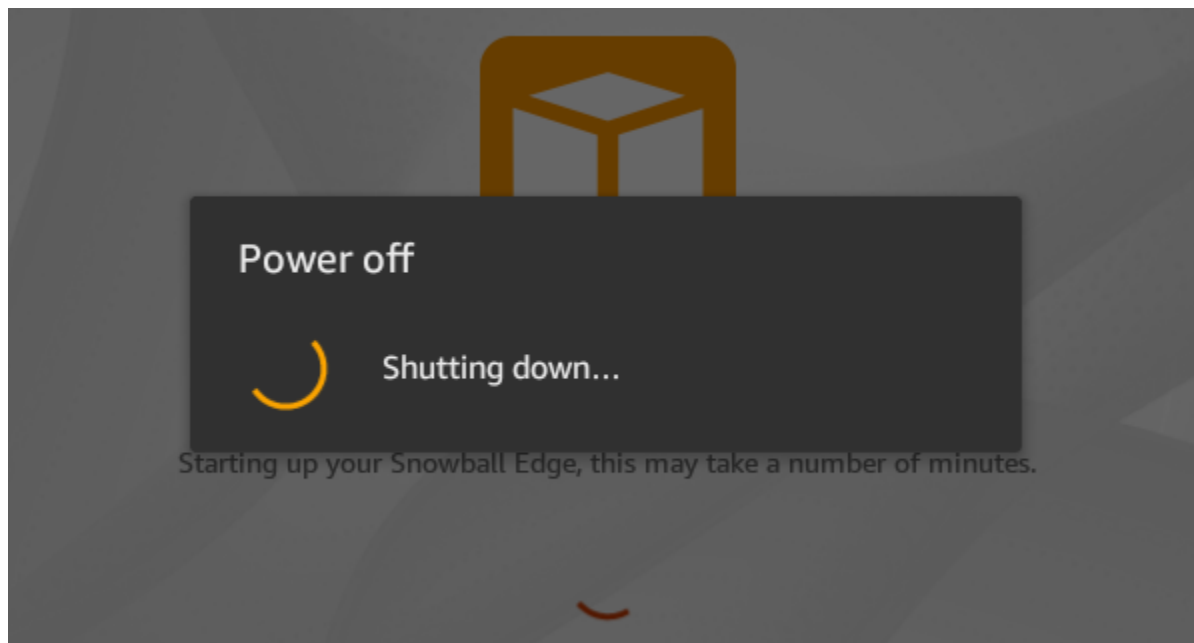 Power off
Shutting down...
Starting up your Snowball Edge, this may take a number of minutes.